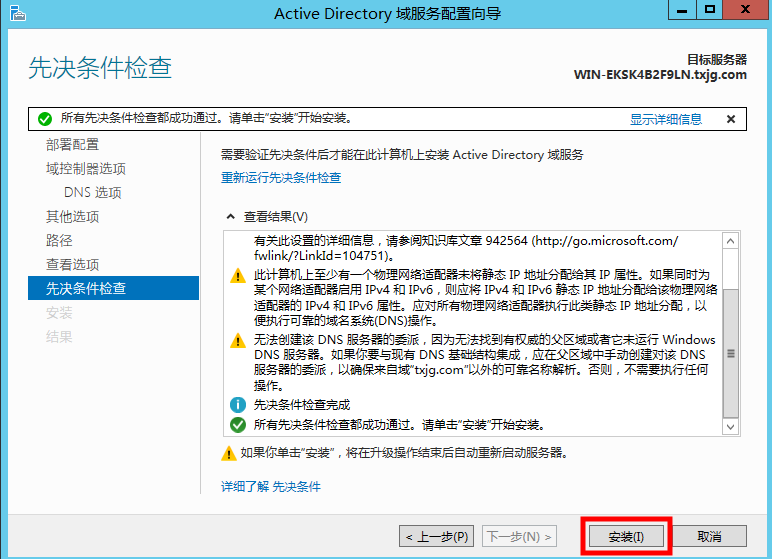 Active Directory 域服务配置向导
先决条件检查
目标服务器
WIN-EKSK4B2F9LN.txjg.com
所有先决条件检查都成功通过。请单击“安装”开始安装。
显示详细信息
部署配置
域控制器选项
DNS 选项
其他选项
路径
查看选项
先决条件检查
安装
结果
需要验证先决条件后才能在此计算机上安装 Active Directory 域服务
重新运行先决条件检查
查看结果(V)
有关此设置的详细信息，请参阅知识库文章 942564 (http://go.microsoft.com/
fwlink/?LinkId=104751)。
此计算机上至少有一个物理网络适配器未将静态 IP 地址分配给其 IP 属性。如果同时为
某个网络适配器启用 IPv4 和 IPv6，则应将 IPv4 和 IPv6 静态 IP 地址分配给该物理网络
适配器的 IPv4 和 IPv6 属性。应对所有物理网络适配器执行此类静态 IP 地址分配，以
便执行可靠的域名系统(DNS)操作。
无法创建该 DNS 服务器的委派，因为无法找到有权威的父区域或者它未运行 Windows
DNS 服务器。如果你要与现有 DNS 基础结构集成，应在父区域中手动创建对该 DNS
服务器的委派，以确保来自域“txjg.com”以外的可靠名称解析。否则，不需要执行任何
操作。
先决条件检查完成
所有先决条件检查都成功通过。请单击“安装”开始安装。
如果你单击“安装”，将在升级操作结束后自动重新启动服务器。
详细了解 先决条件
< 上一步(P)
下一步(N) >
安装(I)
取消